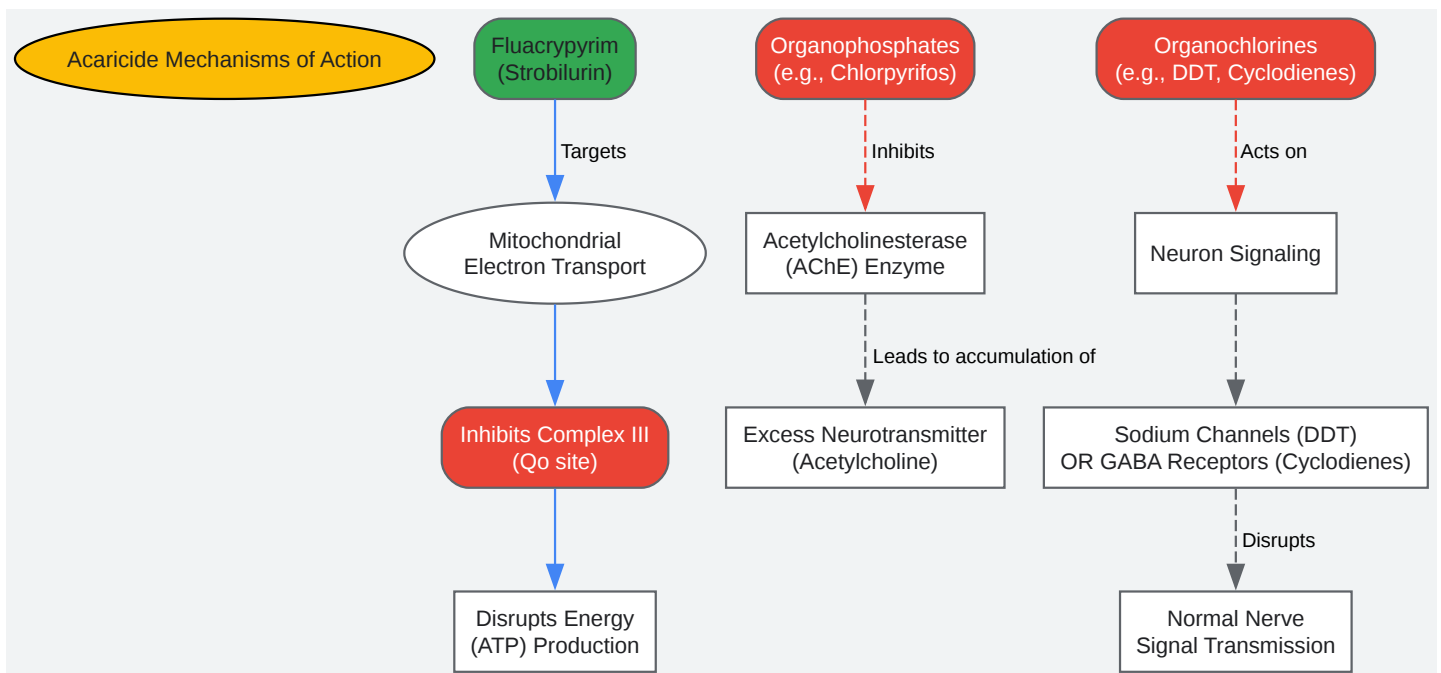 Acaricide Mechanisms of Action
Fluacrypyrim
(Strobilurin)
Targets
Mitochondrial
Electron Transport
Inhibits Complex III
(Qo site)
Disrupts Energy
(ATP) Production
Organophosphates
(e.g., Chlorpyrifos)
Inhibits
Acetylcholinesterase
(AChE) Enzyme
Leads to accumulation of
Excess Neurotransmitter
(Acetylcholine)
Organochlorines
(e.g., DDT, Cyclodienes)
Acts on
Neuron Signaling
Sodium Channels (DDT)
OR GABA Receptors (Cyclodienes)
Disrupts
Normal Nerve
Signal Transmission